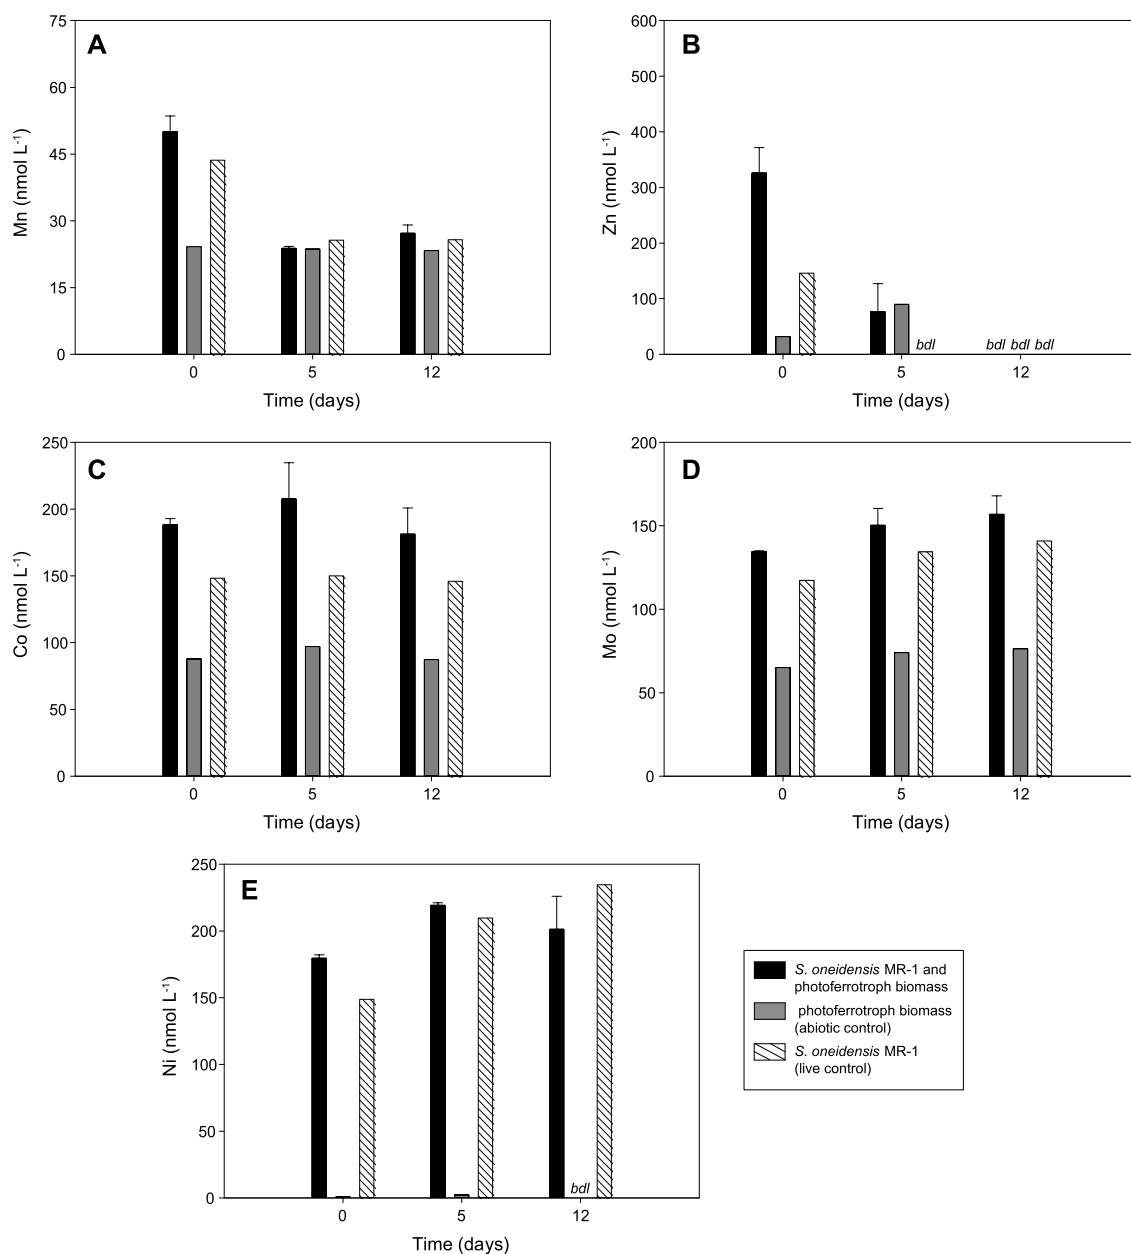 A
Mn (nmol L-1)
75
60
45
30
15
0
0 5 12
Time (days)
B
Zn (nmol L-1)
600
500
400
300
200
100
0
bdl
bdl bdl bdl
0 5 12
Time (days)
C
Co (nmol L-1)
250
200
150
100
50
0
0 5 12
Time (days)
D
Mo (nmol L-1)
200
150
100
50
0
0 5 12
Time (days)
E
Ni (nmol L-1)
250
200
150
100
50
0
bdl
0 5 12
Time (days)
S. oneidensis MR-1 and
photoferrotroph biomass
photoferrotroph biomass
(abiotic control)
S. oneidensis MR-1
(live control)